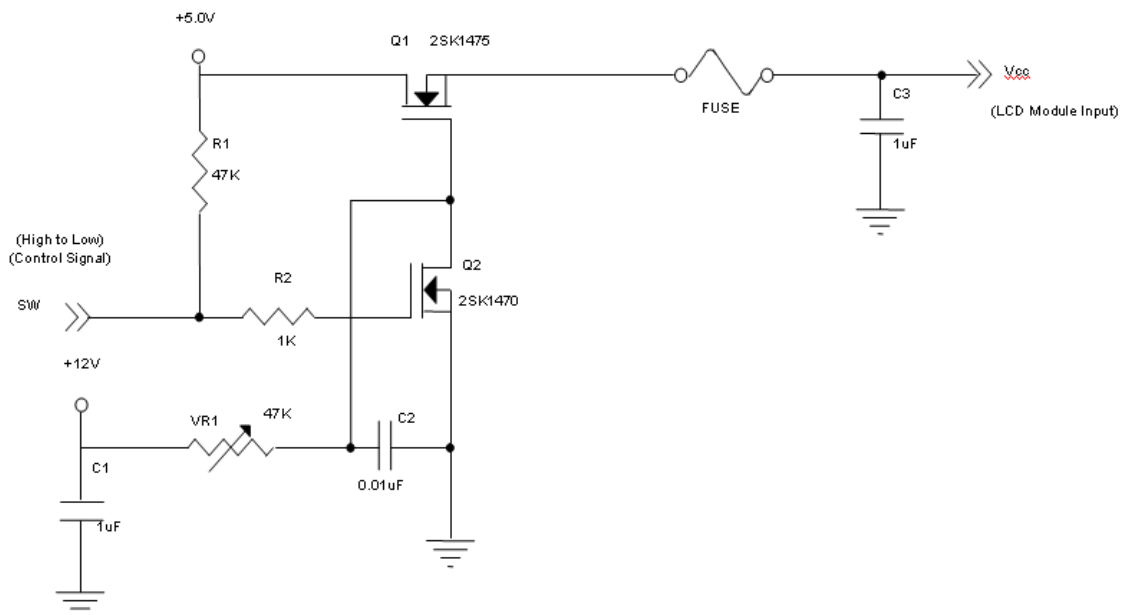 +5.0V
Q1 2SK1475
Vcc
C3
FUSE
(LCD Module Input)
1uF
R1
47K
(High to Low)
(Control Signal)
R2
Q2
SW
2SK1470
1K
+12V
VR1
47K
C2
C1
0.01uF
1uF